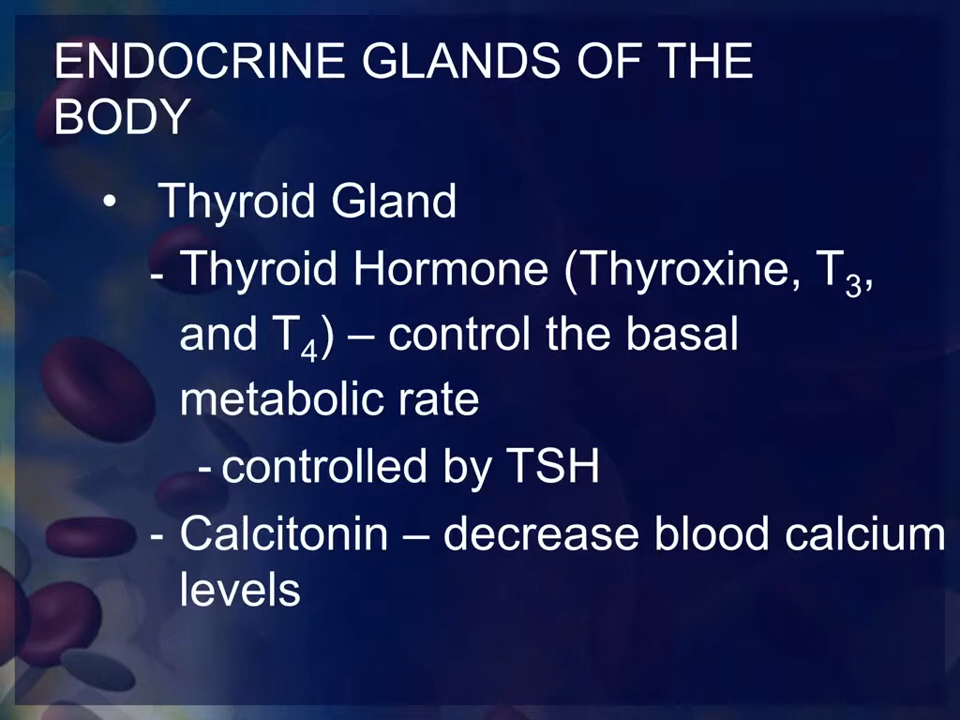 ENDOCRINE GLANDS OF THE
BODY
• Thyroid Gland
- Thyroid Hormone (Thyroxine, T₃,
and T₄) – control the basal
metabolic rate
- controlled by TSH
- Calcitonin – decrease blood calcium
levels